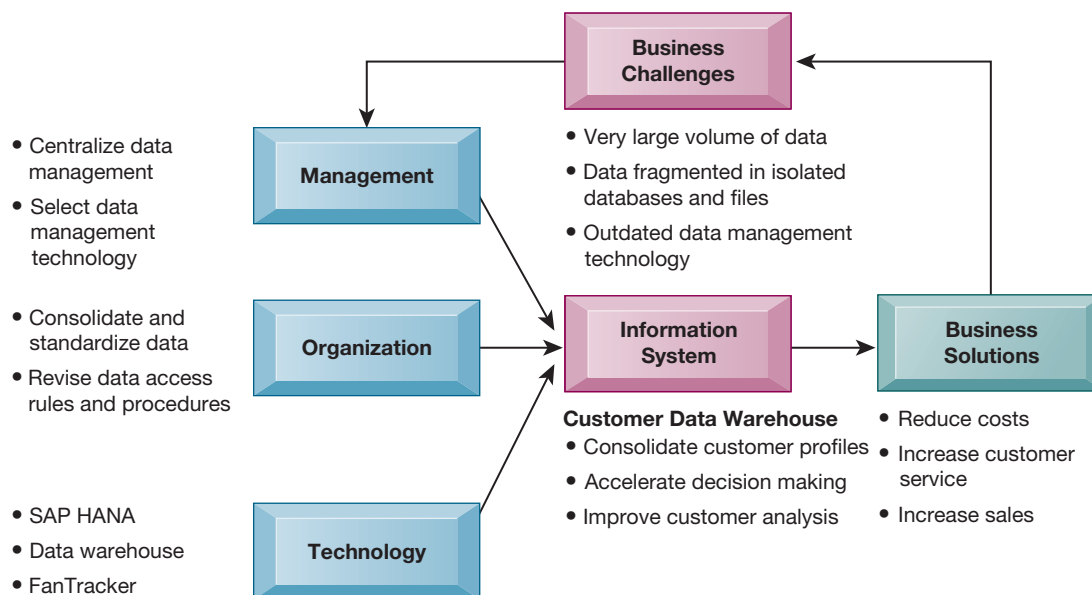 Business
Challenges
• Very large volume of data
• Data fragmented in isolated
databases and files
• Outdated data management
technology
• Centralize data
management
• Select data
management
technology
Management
• Consolidate and
standardize data
• Revise data access
rules and procedures
Organization
Information
System
Business
Solutions
Customer Data Warehouse
• Consolidate customer profiles
• Accelerate decision making
• Improve customer analysis
• Reduce costs
• Increase customer
service
• Increase sales
• SAP HANA
• Data warehouse
• FanTracker
Technology